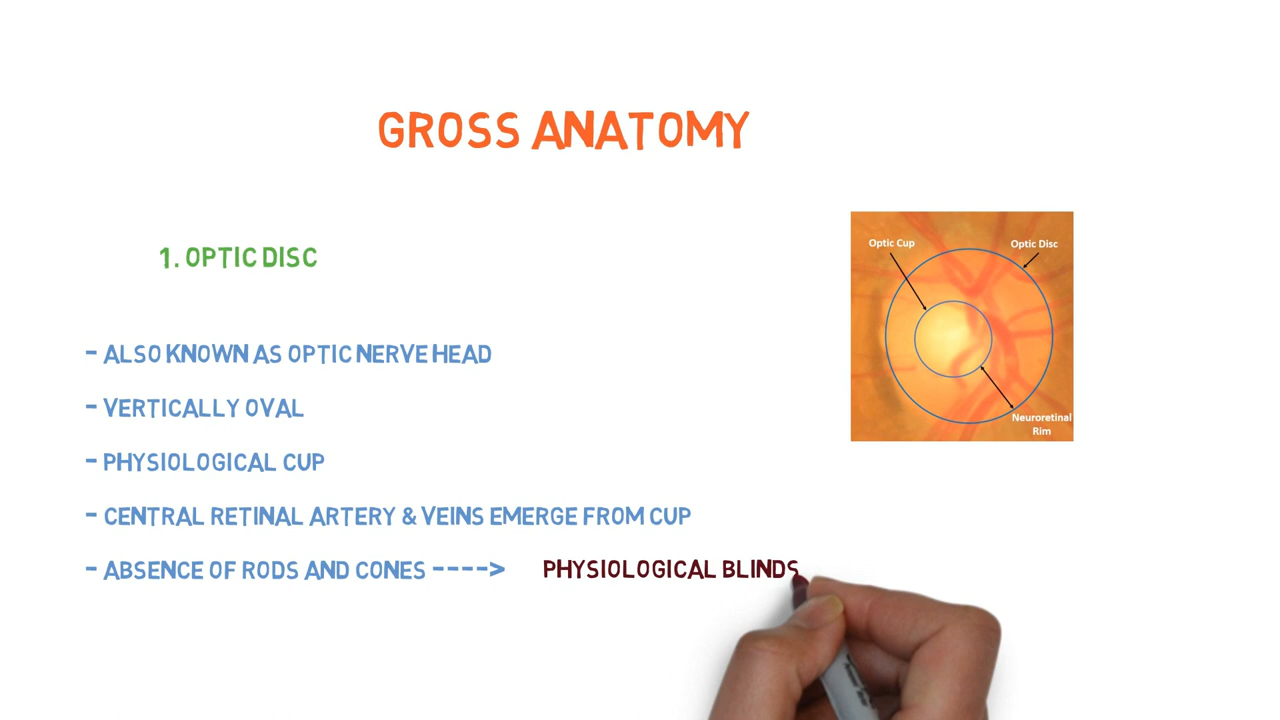 GROSS ANATOMY
1. OPTIC DISC
- ALSO KNOWN AS OPTIC NERVE HEAD
- VERTICALLY OVAL
- PHYSIOLOGICAL CUP
- CENTRAL RETINAL ARTERY & VEINS EMERGE FROM CUP
- ABSENCE OF RODS AND CONES ----> PHYSIOLOGICAL BLINDS
Optic Cup
Optic Disc
Neuroretinal
Rim